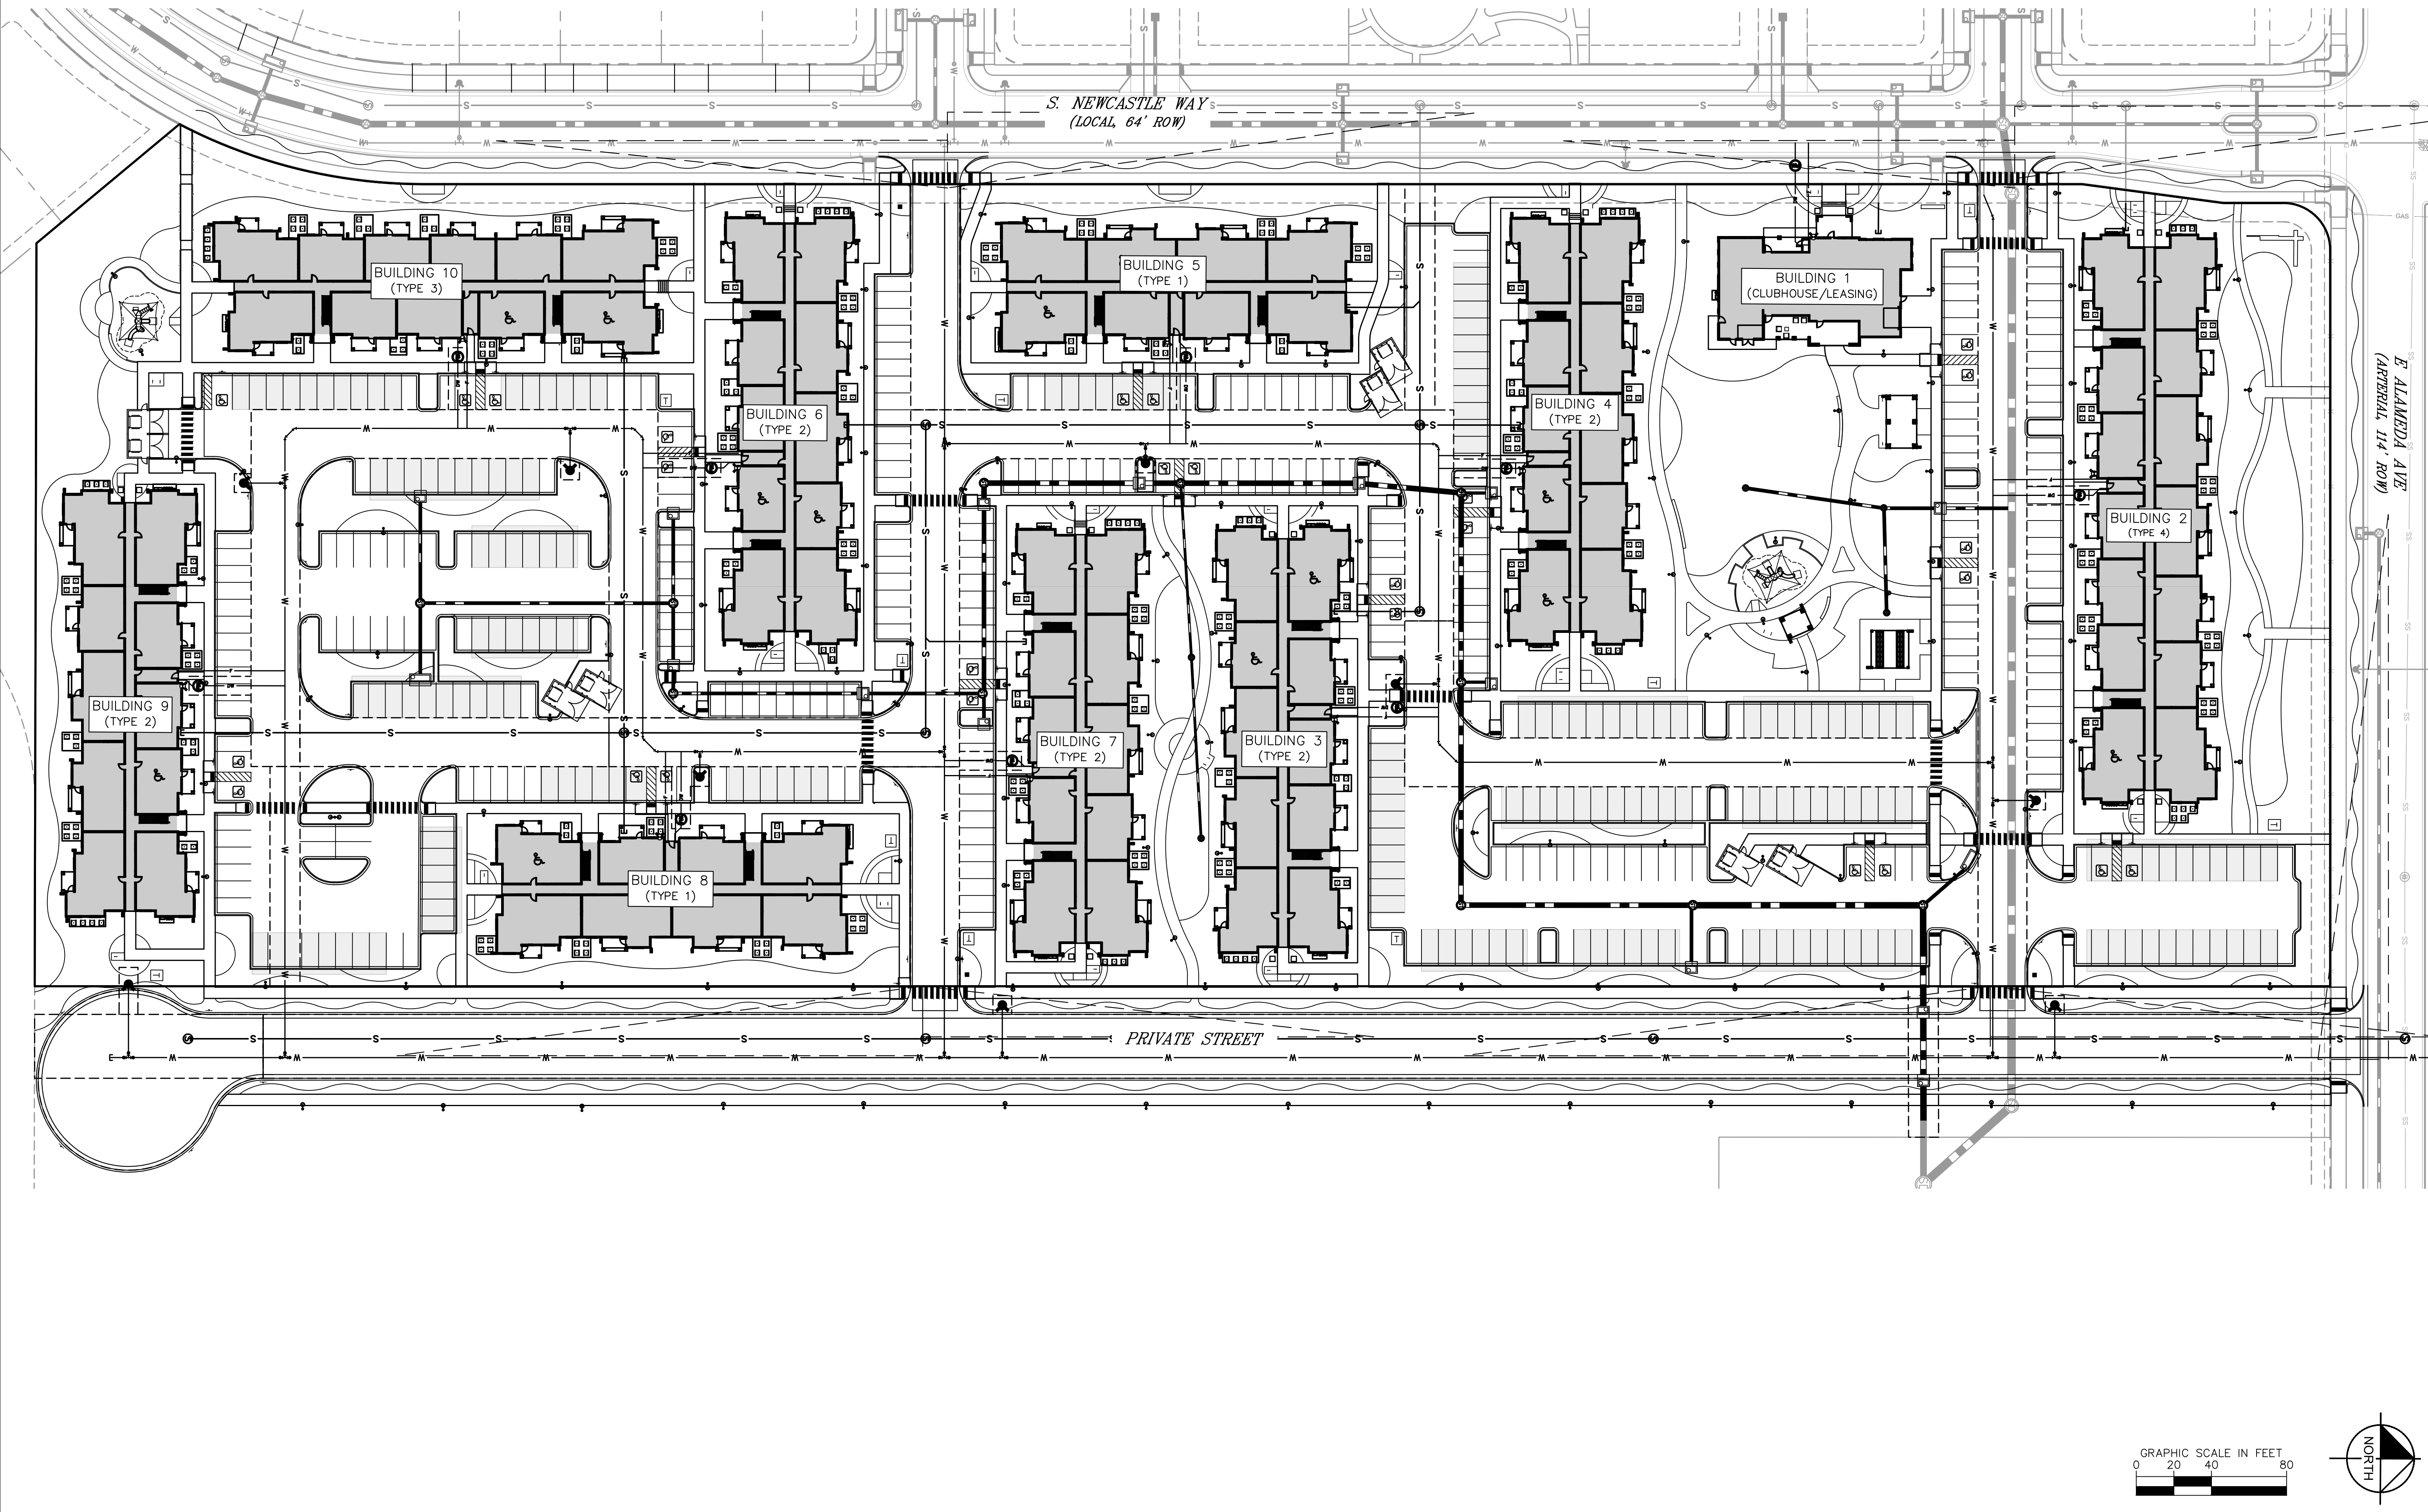 S. NEWCASTLE WAY
(LOCAL, 64' ROW)
BUILDING 10
(TYPE 3)
BUILDING 5
(TYPE 1)
BUILDING 1
(CLUBHOUSE/LEASING)
GAS
E ALAMEDA AVE
(ARTERIAL, 114' ROW)
BUILDING 6
(TYPE 2)
BUILDING 4
(TYPE 2)
BUILDING 2
(TYPE 4)
BUILDING 9
(TYPE 2)
BUILDING 7
(TYPE 2)
BUILDING 3
(TYPE 2)
BUILDING 8
(TYPE 1)
PRIVATE STREET
GRAPHIC SCALE IN FEET
0 20 40 80
NORTH